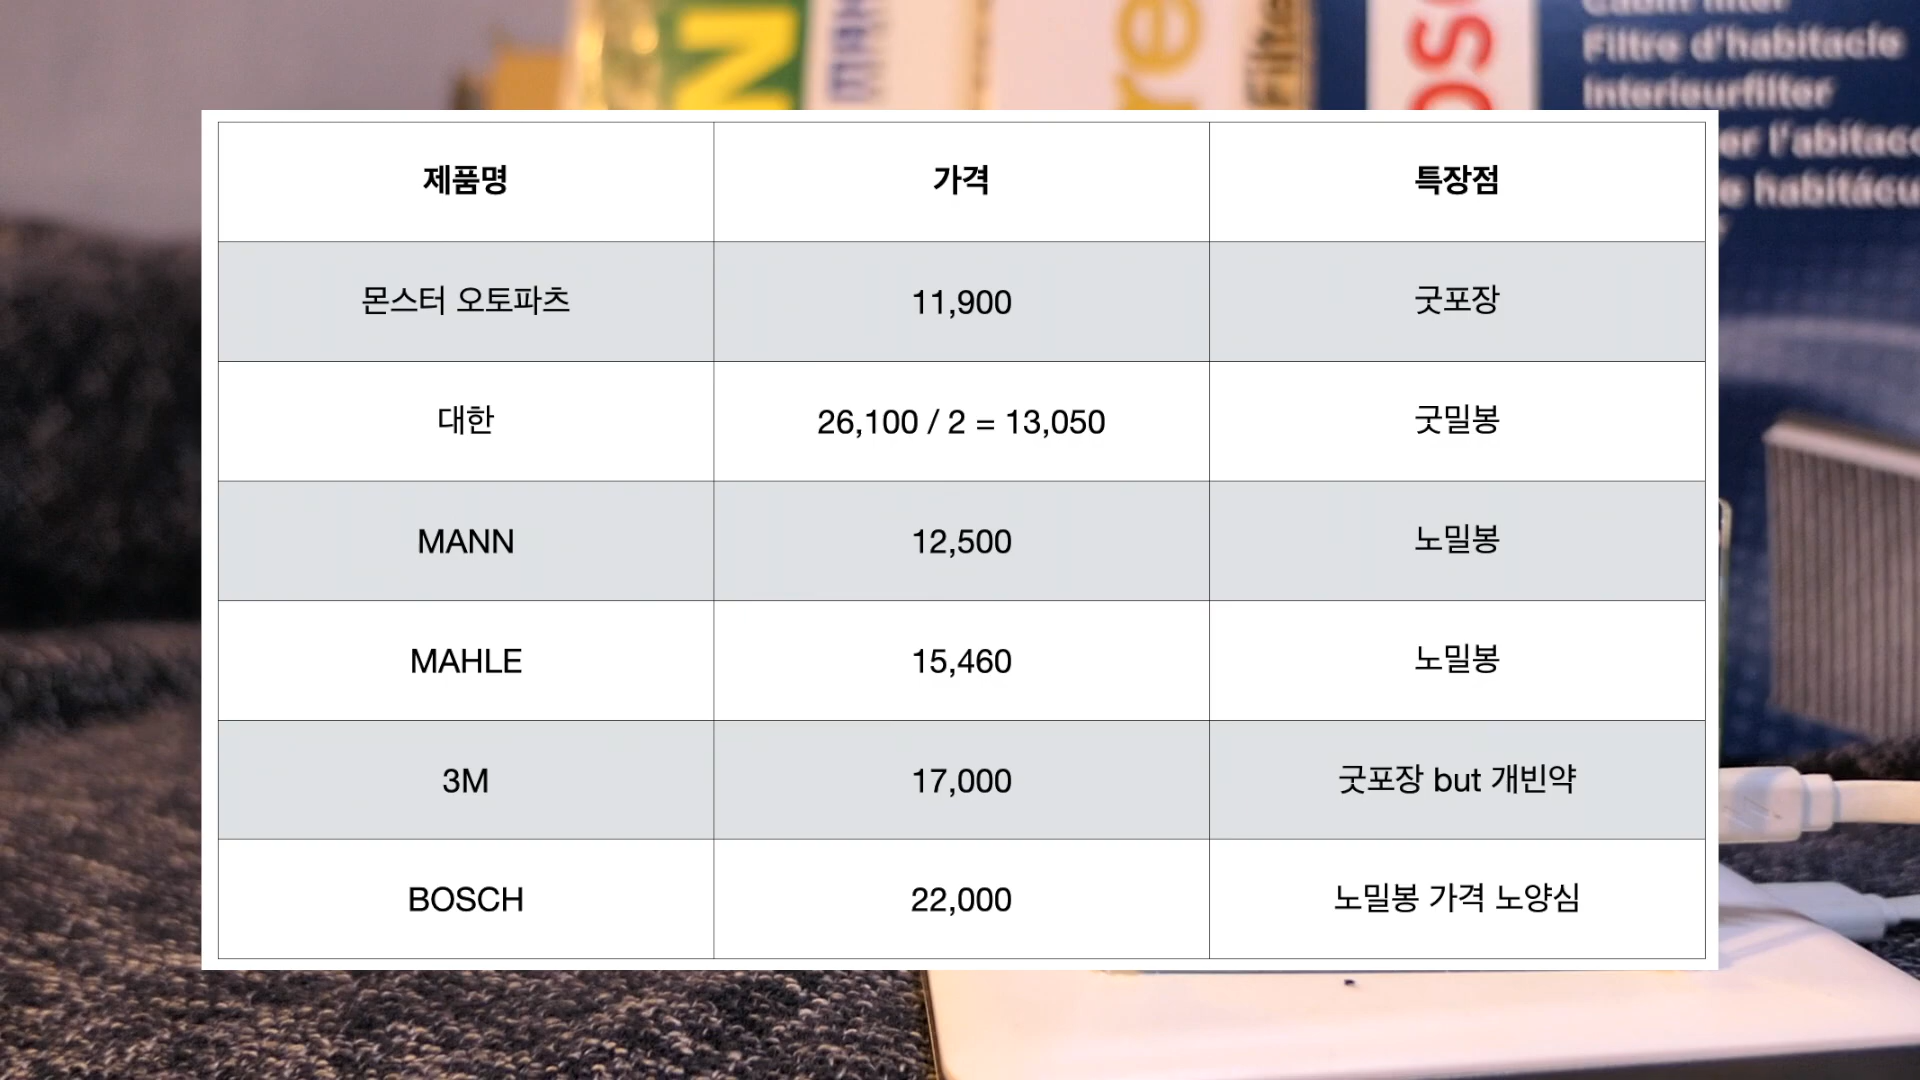 Filtre d'habitacle
Interieurfilter
제품명 가격 특장점
몬스터 오토파츠 11,900 굿포장
대한 26,100 / 2 = 13,050 굿밀봉
MANN 12,500 노밀봉
MAHLE 15,460 노밀봉
3M 17,000 굿포장 but 개빈약
BOSCH 22,000 노밀봉 가격 노양심